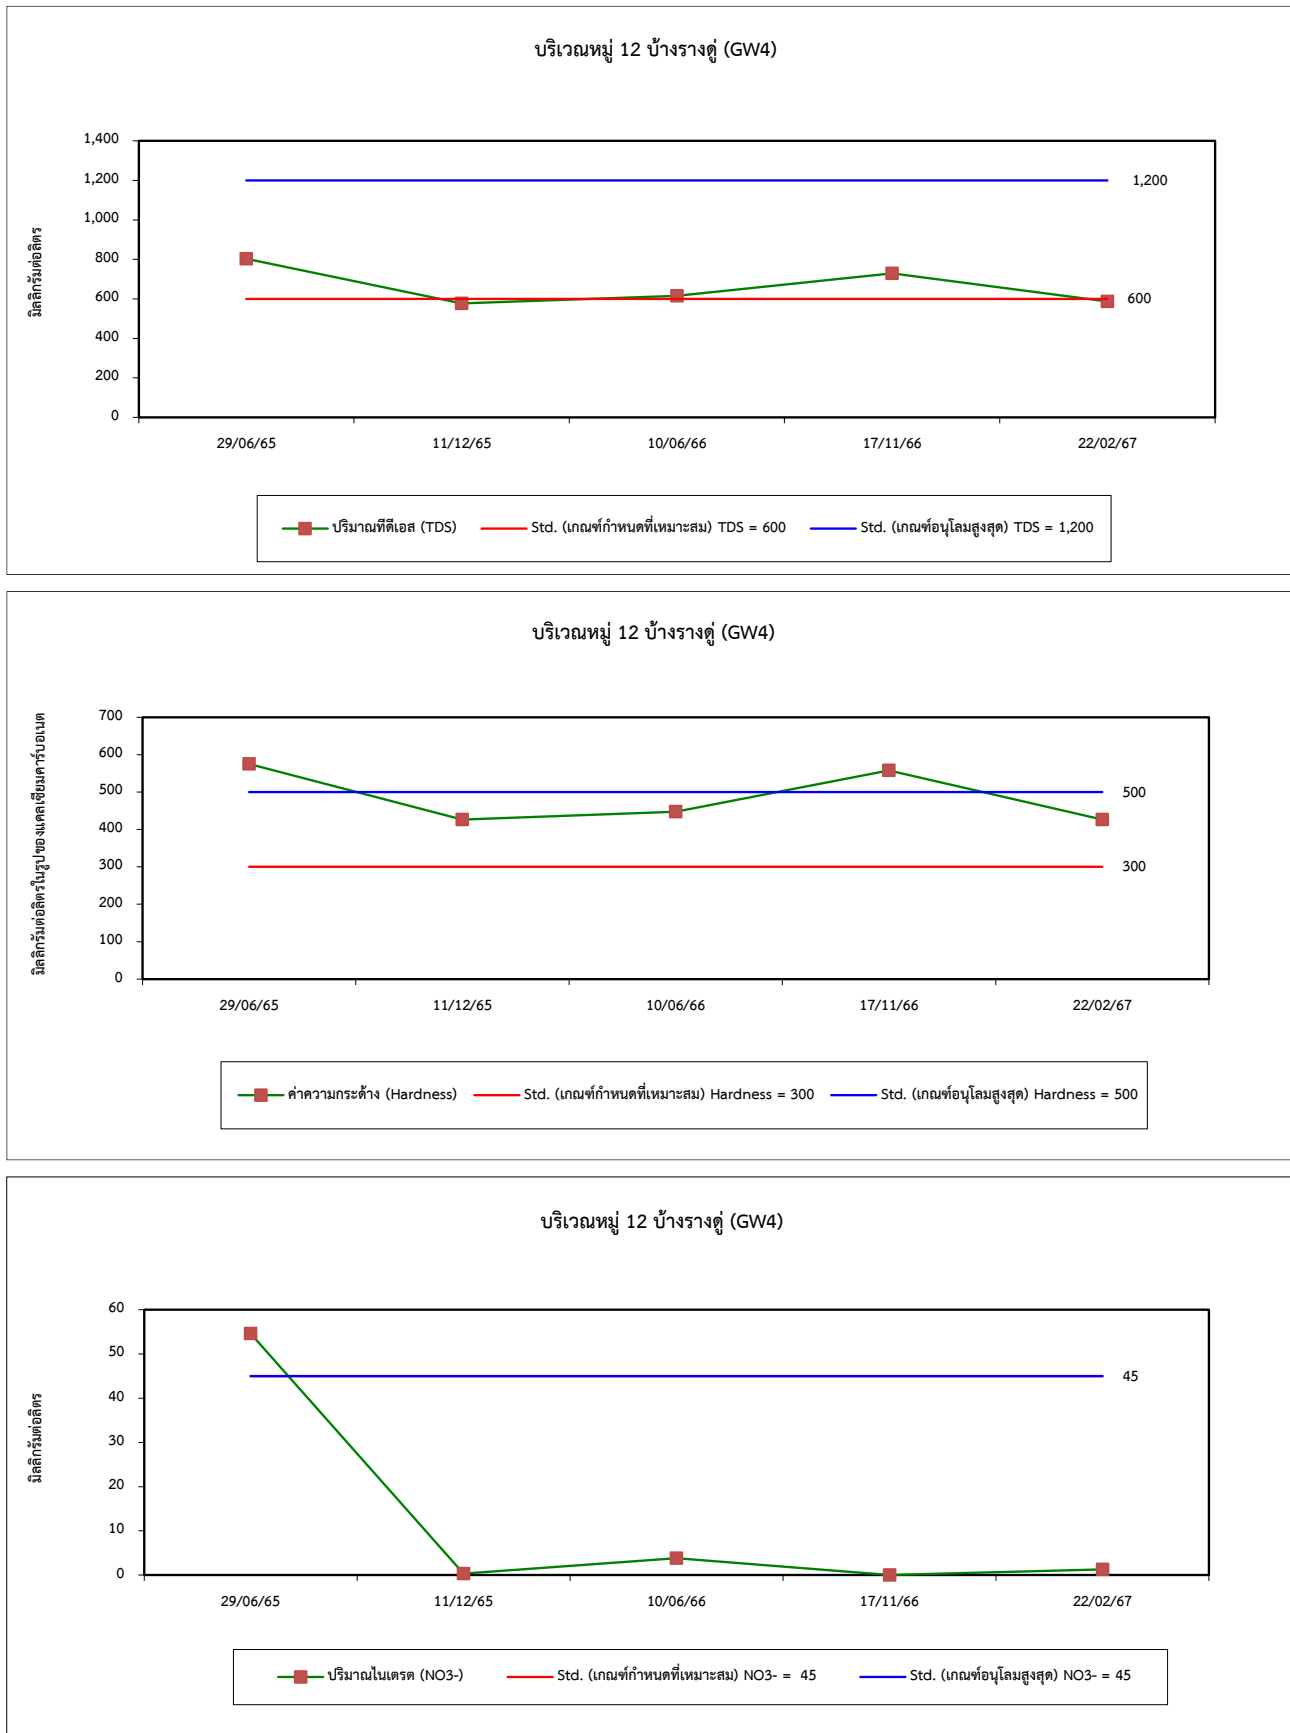 บริเวณหมู่ 12 บ้างรางดู่ (GW4)
มิลลิกรัมต่อลิตร
1,400
1,200
1,000
800
600
400
200
0
1,200
600
29/06/65 11/12/65 10/06/66 17/11/66 22/02/67
ปริมาณทีดีเอส (TDS) Std. (เกณฑ์กำหนดที่เหมาะสม) TDS = 600 Std. (เกณฑ์อนุโลมสูงสุด) TDS = 1,200
บริเวณหมู่ 12 บ้างรางดู่ (GW4)
มิลลิกรัมต่อลิตรในรูปของแคลเซียมคาร์บอเนต
700
600
500
400
300
200
100
0
500
300
29/06/65 11/12/65 10/06/66 17/11/66 22/02/67
ค่าความกระด้าง (Hardness) Std. (เกณฑ์กำหนดที่เหมาะสม) Hardness = 300 Std. (เกณฑ์อนุโลมสูงสุด) Hardness = 500
บริเวณหมู่ 12 บ้างรางดู่ (GW4)
มิลลิกรัมต่อลิตร
60
50
40
30
20
10
0
45
29/06/65 11/12/65 10/06/66 17/11/66 22/02/67
ปริมาณไนเตรต (NO3-) Std. (เกณฑ์กำหนดที่เหมาะสม) NO3- = 45 Std. (เกณฑ์อนุโลมสูงสุด) NO3- = 45